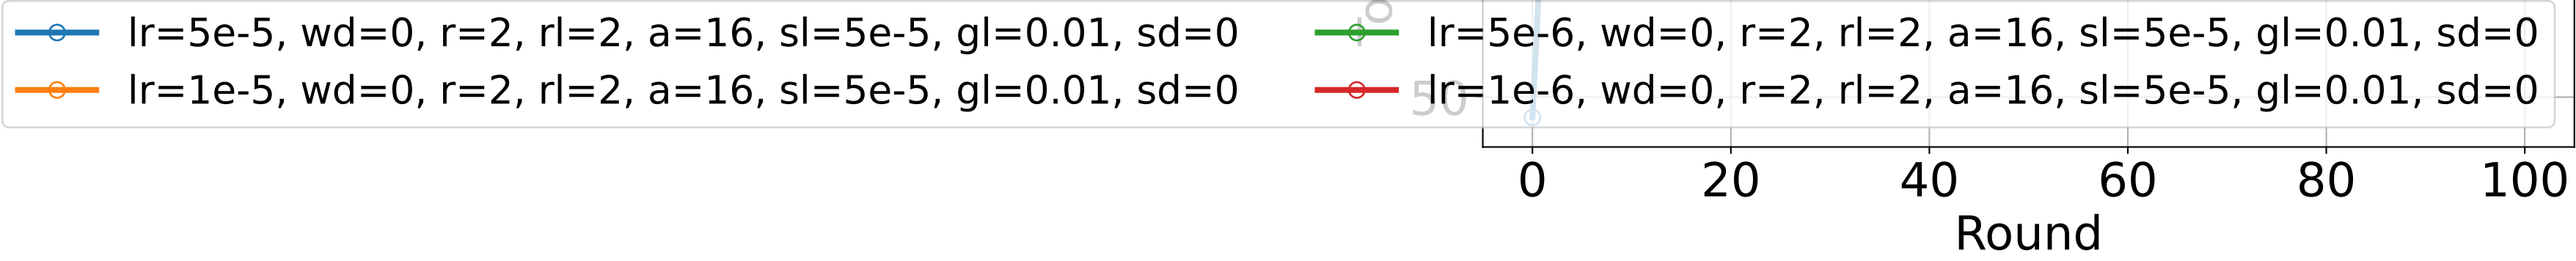 lr=5e-5, wd=0, r=2, rl=2, a=16, sl=5e-5, gl=0.01, sd=0
lr=1e-5, wd=0, r=2, rl=2, a=16, sl=5e-5, gl=0.01, sd=0
lr=5e-6, wd=0, r=2, rl=2, a=16, sl=5e-5, gl=0.01, sd=0
lr=1e-6, wd=0, r=2, rl=2, a=16, sl=5e-5, gl=0.01, sd=0
50
0 20 40 60 80 100
Round